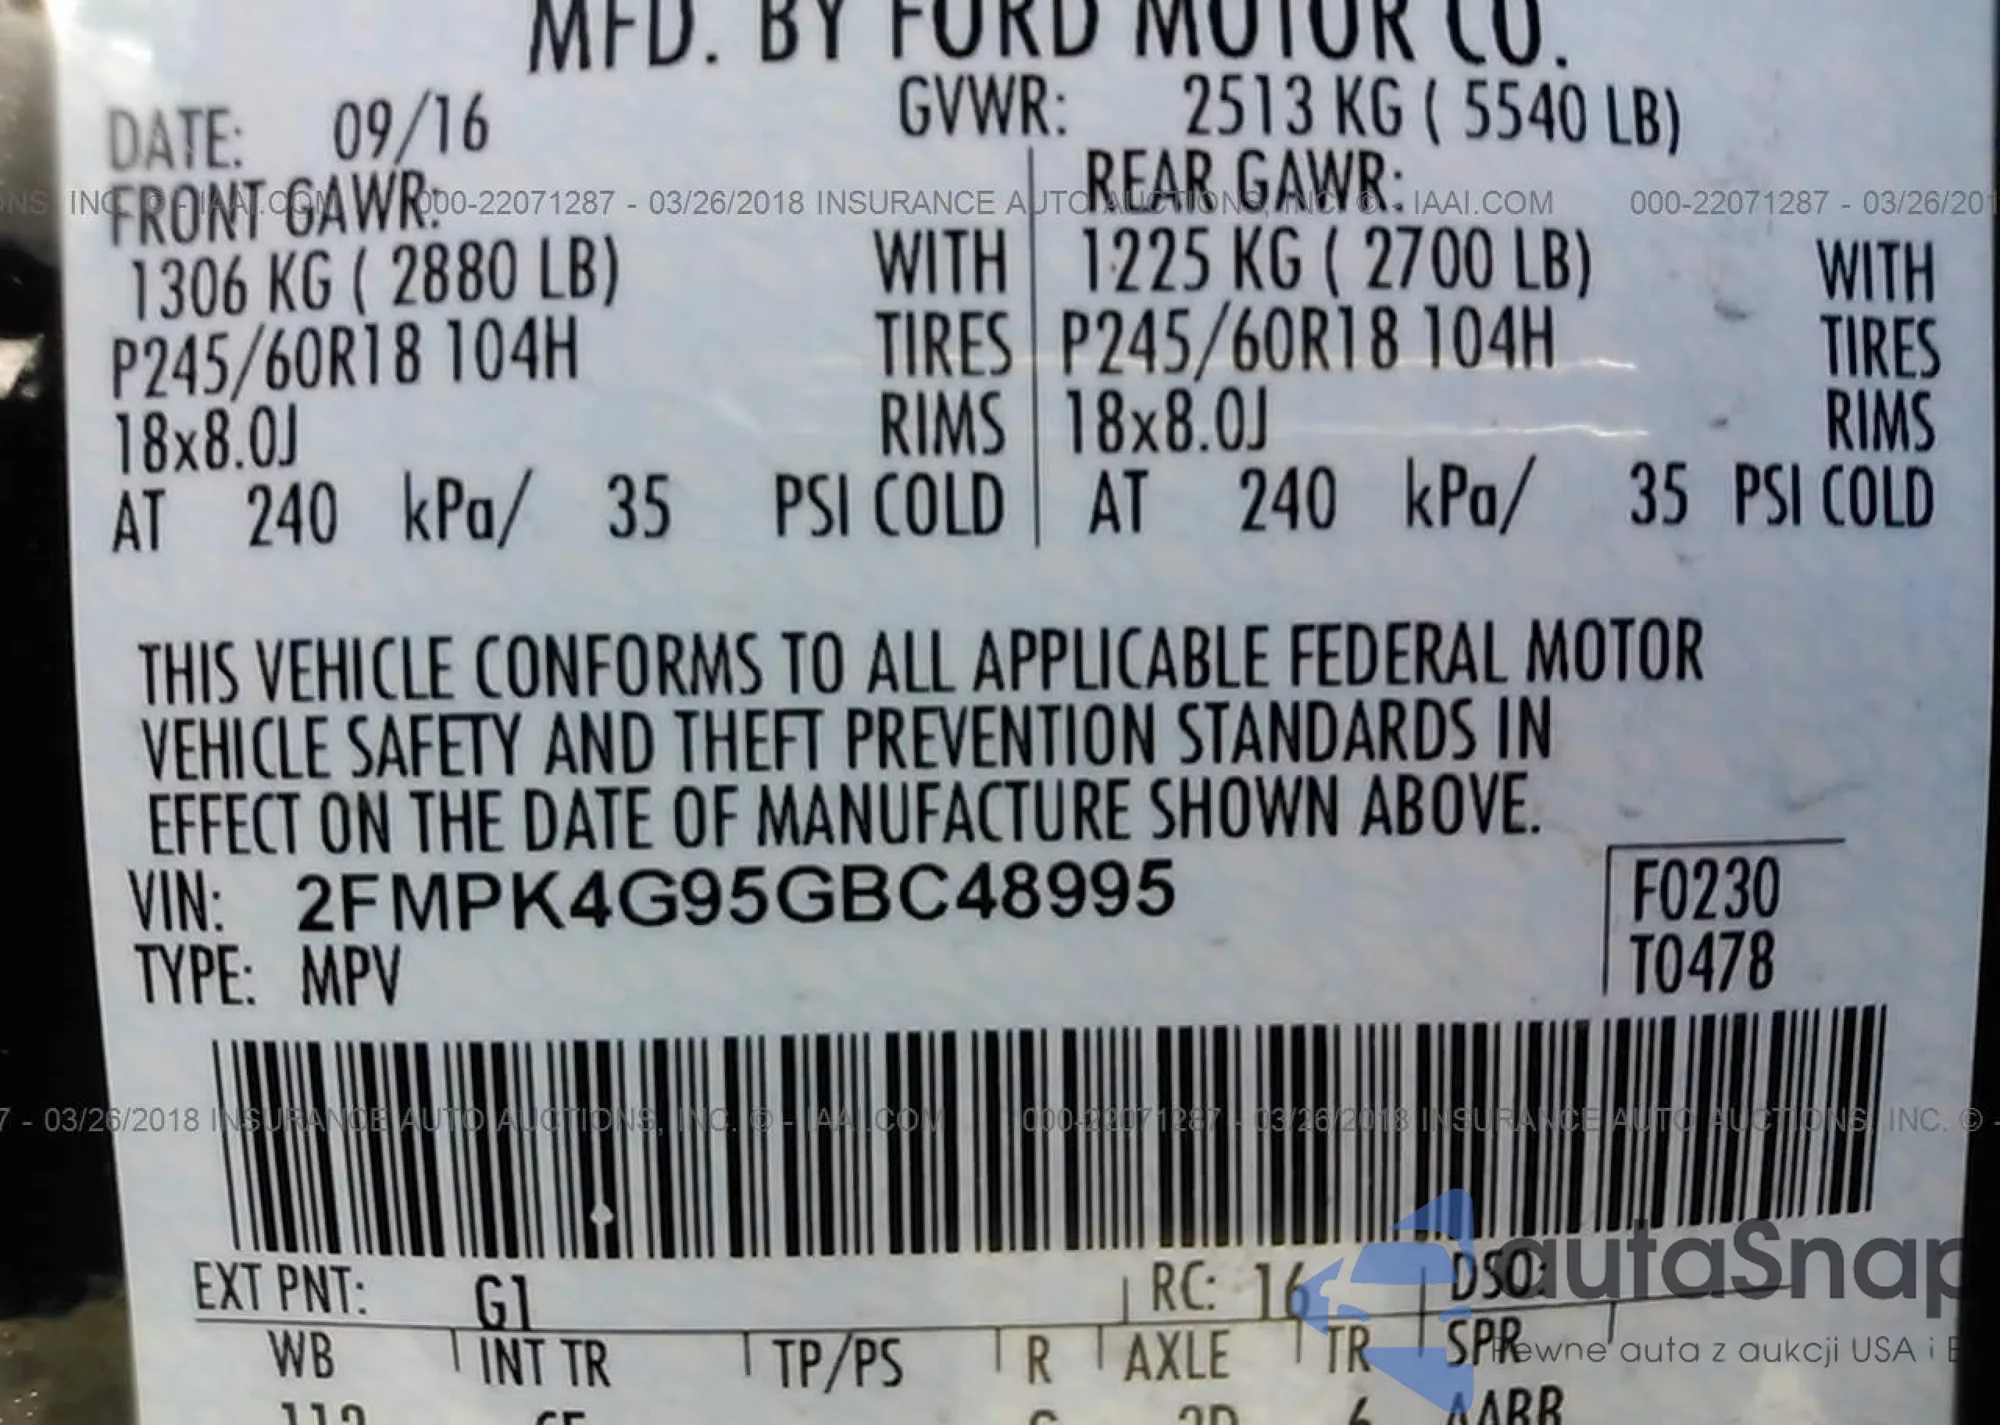 MFD. BY FORD MOTOR CO.
DATE: 09/16 GVWR: 2513 KG ( 5540 LB)
FRONT GAWR: REAR GAWR:
000-22071287 - 03/26/2018 INSURANCE AUTO AUCTIONS, INC. © - IAAI.COM 000-22071287 - 03/26/201
1306 KG ( 2880 LB) WITH 1225 KG ( 2700 LB) WITH
P245/60R18 104H TIRES P245/60R18 104H TIRES
18x8.0J RIMS 18x8.0J RIMS
AT 240 kPa/ 35 PSI COLD AT 240 kPa/ 35 PSI COLD
THIS VEHICLE CONFORMS TO ALL APPLICABLE FEDERAL MOTOR
VEHICLE SAFETY AND THEFT PREVENTION STANDARDS IN
EFFECT ON THE DATE OF MANUFACTURE SHOWN ABOVE.
VIN: 2FMPK4G95GBC48995 F0230
TYPE: MPV T0478
7 - 03/26/2018 INSURANCE AUTO AUCTIONS, INC. © - IAAI.COM 000-22071287 - 03/26/2018 INSURANCE AUTO AUCTIONS, INC. © -
EXT PNT: G1 RC: 16 DSO:
autaSnap
WB INT TR TP/PS R AXLE TR SPR
Pewne auta z aukcji USA i
112 6 AABB